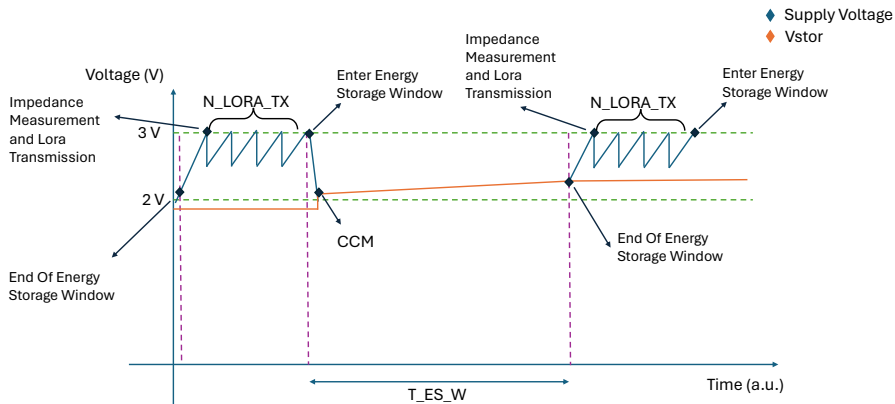 Supply Voltage
Vstor
Impedance
Measurement
and Lora
Transmission
Voltage (V)
N_LORA_TX
Enter Energy
Storage Window
N_LORA_TX
Enter Energy
Storage Window
Impedance
Measurement
and Lora
Transmission
3 V
2 V
CCM
End Of Energy
Storage Window
End Of Energy
Storage Window
T_ES_W
Time (a.u.)